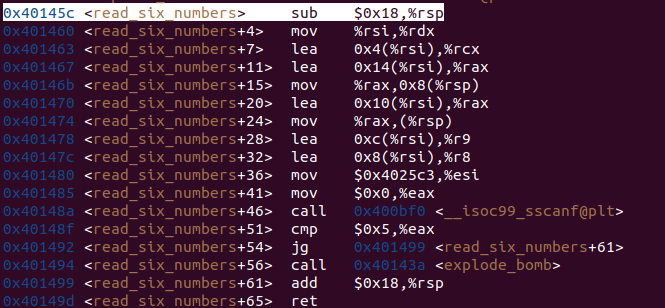 0x40145c <read_six_numbers> sub $0x18,%rsp
0x401460 <read_six_numbers+4> mov %rsi,%rdx
0x401463 <read_six_numbers+7> lea 0x4(%rsi),%rcx
0x401467 <read_six_numbers+11> lea 0x14(%rsi),%rax
0x40146b <read_six_numbers+15> mov %rax,0x8(%rsp)
0x401470 <read_six_numbers+20> lea 0x10(%rsi),%rax
0x401474 <read_six_numbers+24> mov %rax,(%rsp)
0x401478 <read_six_numbers+28> lea 0xc(%rsi),%r9
0x40147c <read_six_numbers+32> lea 0x8(%rsi),%r8
0x401480 <read_six_numbers+36> mov $0x4025c3,%esi
0x401485 <read_six_numbers+41> mov $0x0,%eax
0x40148a <read_six_numbers+46> call 0x400bf0 <__isoc99_sscanf@plt>
0x40148f <read_six_numbers+51> cmp $0x5,%eax
0x401492 <read_six_numbers+54> jg 0x401499 <read_six_numbers+61>
0x401494 <read_six_numbers+56> call 0x40143a <explode_bomb>
0x401499 <read_six_numbers+61> add $0x18,%rsp
0x40149d <read_six_numbers+65> ret